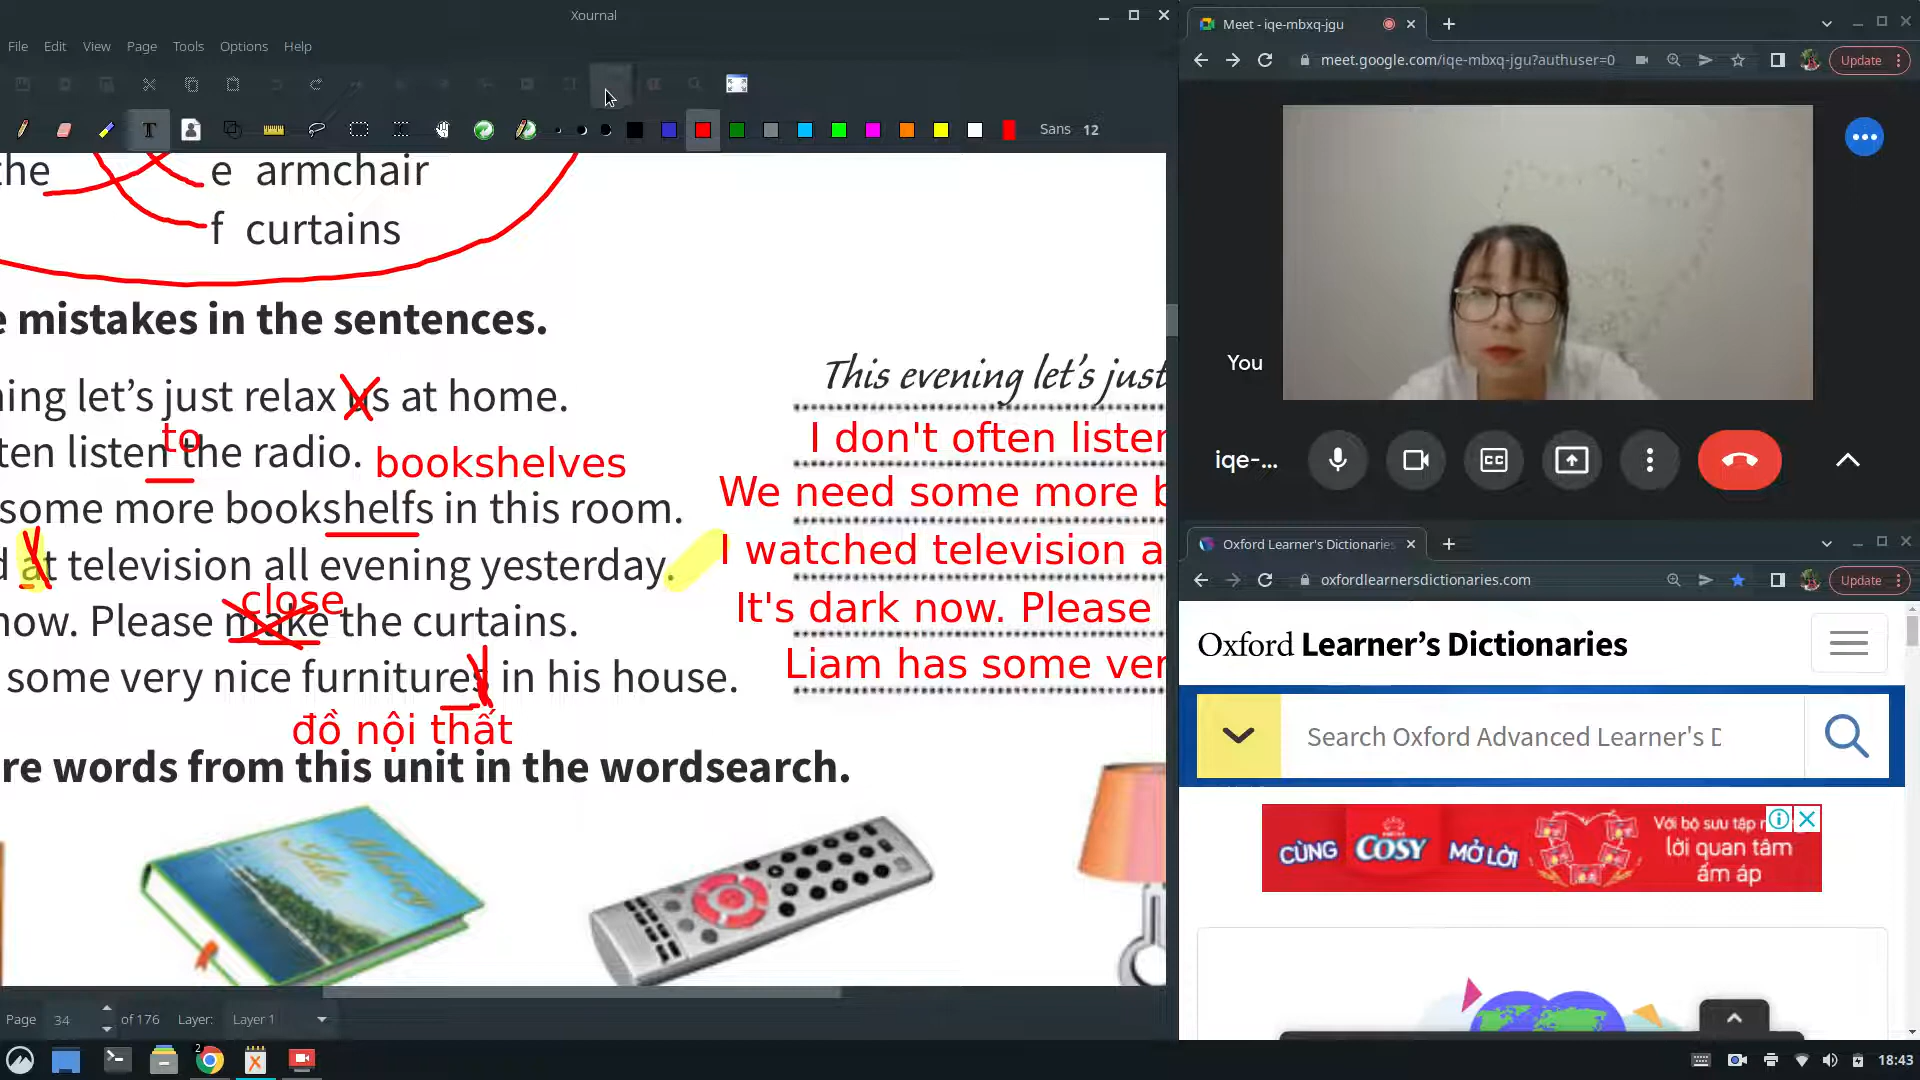 Xournal
File Edit View Page Tools Options Help
Sans 12
the
e armchair
f curtains
mistakes in the sentences.
let's just relax us at home.
to
listen the radio.
bookshelves
some more bookshelfs in this room.
at television all evening yesterday.
close
now. Please make the curtains.
some very nice furnitures in his house.
đồ nội thất
words from this unit in the wordsearch.
This evening let's just
I don't often listen
We need some more b
I watched television a
It's dark now. Please
Liam has some ver
Page 34 of 176 Layer: Layer 1
Meet - iqe-mbxq-jgu
meet.google.com/iqe-mbxq-jgu?authuser=0
Update
You
iqe-...
CC
Oxford Learner's Dictionaries
oxfordlearnersdictionaries.com
Update
Oxford Learner's Dictionaries
Search Oxford Advanced Learner's D
CÙNG COSY MỞ LỜI
Với bộ sưu tập
lời quan tâm
ấm áp
2
18:43